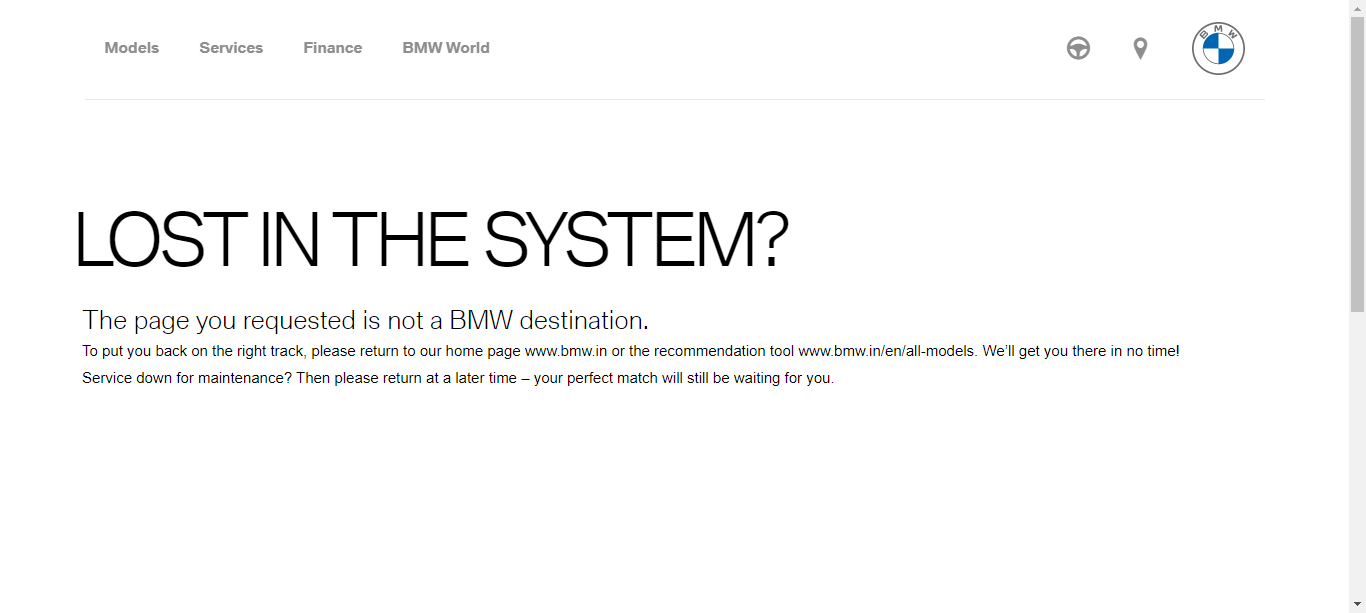 Models Services Finance BMW World
BMW
LOST IN THE SYSTEM?
The page you requested is not a BMW destination.
To put you back on the right track, please return to our home page www.bmw.in or the recommendation tool www.bmw.in/en/all-models. We’ll get you there in no time!
Service down for maintenance? Then please return at a later time – your perfect match will still be waiting for you.